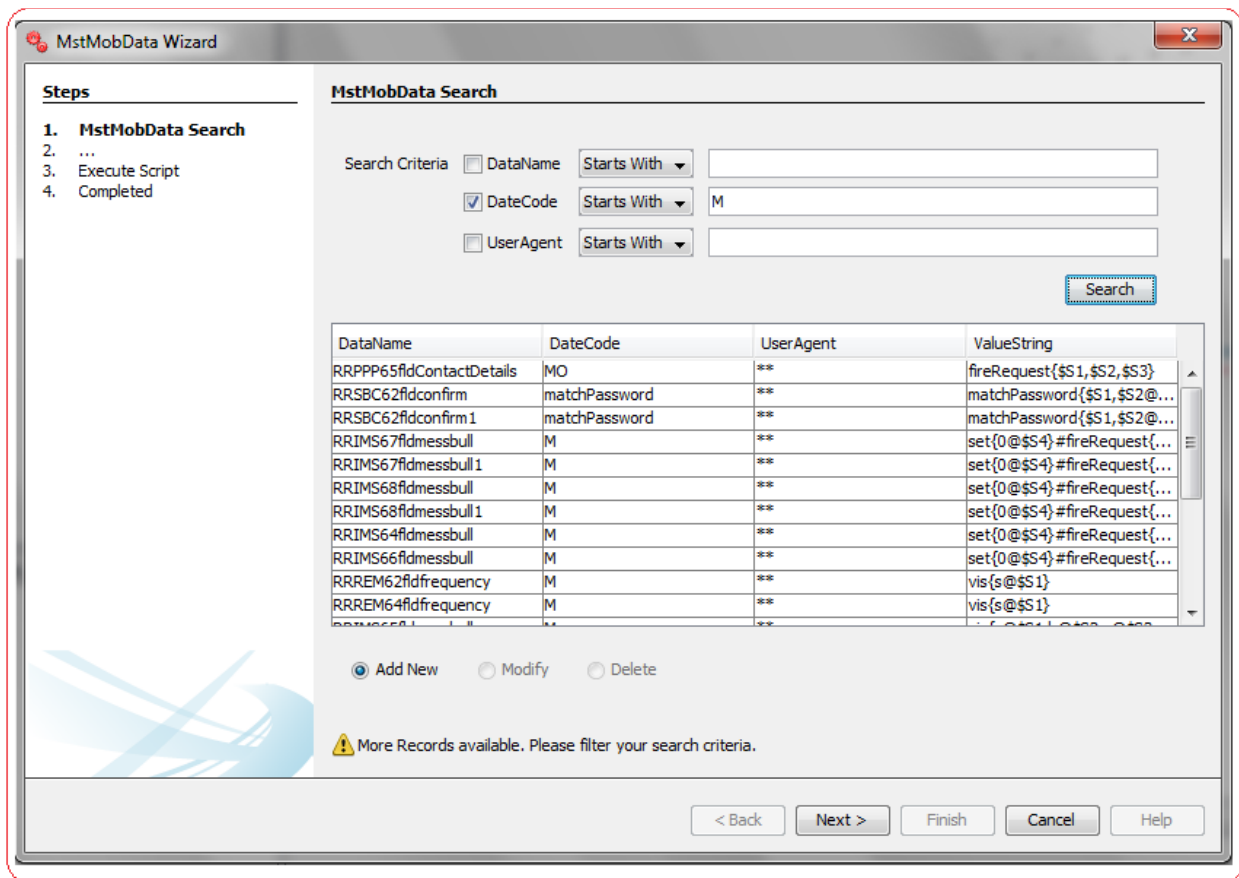 MstMobData Wizard
Steps
1. MstMobData Search
2. ...
3. Execute Script
4. Completed
MstMobData Search
Search Criteria DataName Starts With
DateCode Starts With M
UserAgent Starts With
Search
DataName DateCode UserAgent ValueString
RRPPP65fldContactDetails MO ** fireRequest{$S1,$S2,$S3}
RRSBC62fldconfirm matchPassword ** matchPassword{$S1,$S2@...
RRSBC62fldconfirm1 matchPassword ** matchPassword{$S1,$S2@...
RRIMS67fldmessbull M ** set{0@$S4}#fireRequest{...
RRIMS67fldmessbull1 M ** set{0@$S4}#fireRequest{...
RRIMS68fldmessbull M ** set{0@$S4}#fireRequest{...
RRIMS68fldmessbull1 M ** set{0@$S4}#fireRequest{...
RRIMS64fldmessbull M ** set{0@$S4}#fireRequest{...
RRIMS66fldmessbull M ** set{0@$S4}#fireRequest{...
RRREM62fldfrequency M ** vis{s@$S1}
RRREM64fldfrequency M ** vis{s@$S1}
Add New Modify Delete
More Records available. Please filter your search criteria.
< Back Next > Finish Cancel Help